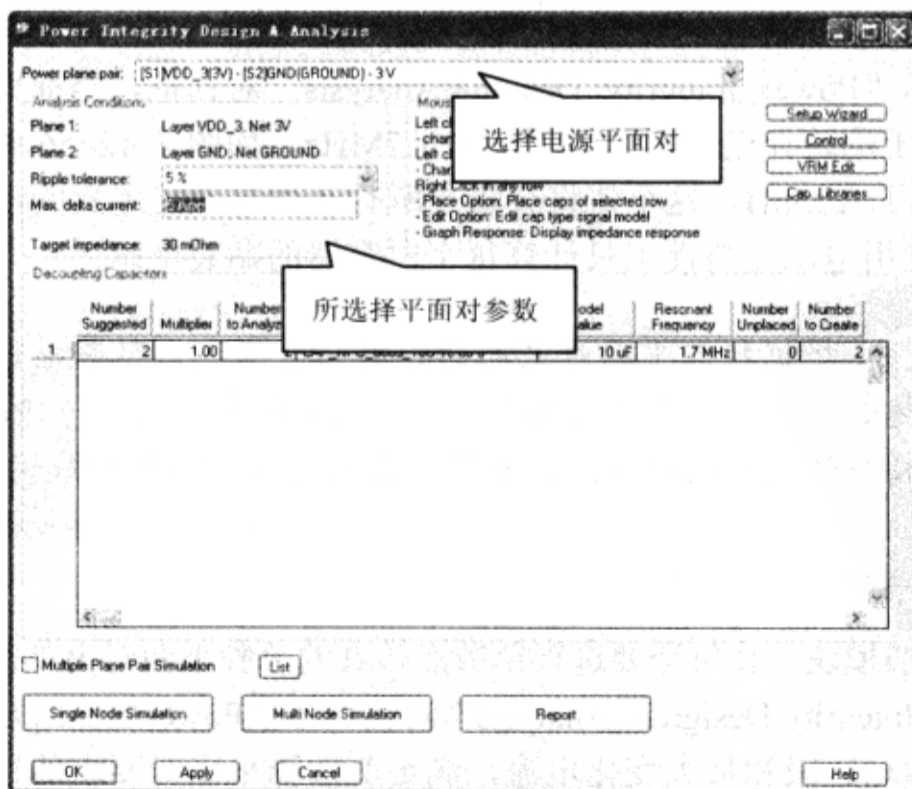 Power Integrity Design & Analysis
Power plane pair: [S1]VDD_3(3V) - [S2]GND(GROUND) - 3 V
Analysis Conditions
Plane 1: Layer VDD_3, Net 3V
Plane 2: Layer GND, Net GROUND
Ripple tolerance: 5 %
Max. delta current:
Target impedance: 30 mOhm
Left
Left
Right Click in any row
- Place Option: Place caps of selected row
- Edit Option: Edit cap type signal model
- Graph Response: Display impedance response
选择电源平面对
Setup Wizard
Control
VRM Edit
Cap. Libraries
Decoupling Capacitors
所选择平面对参数
Number Suggested Multiplier Number Resonant Frequency Number Unplaced Number to Create
1 2 1.00 10 uF 1.7 MHz 0 2
Multiple Plane Pair Simulation List
Single Node Simulation Multi Node Simulation Report
OK Apply Cancel Help